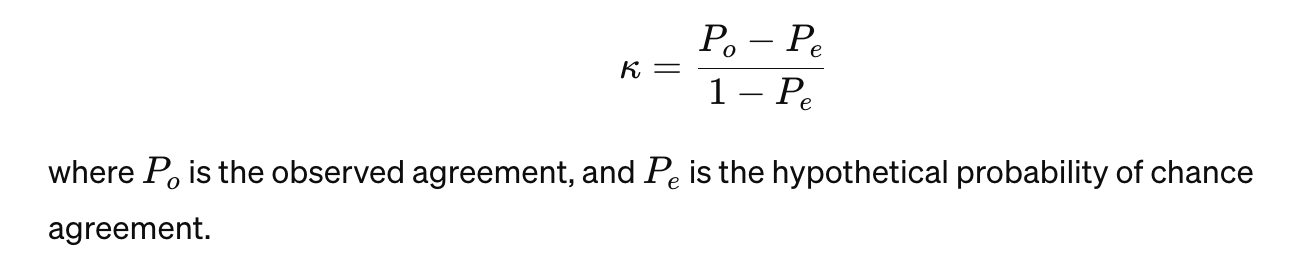 κ = \frac{P_o - P_e}{1 - P_e}
where P_o is the observed agreement, and P_e is the hypothetical probability of chance
agreement.